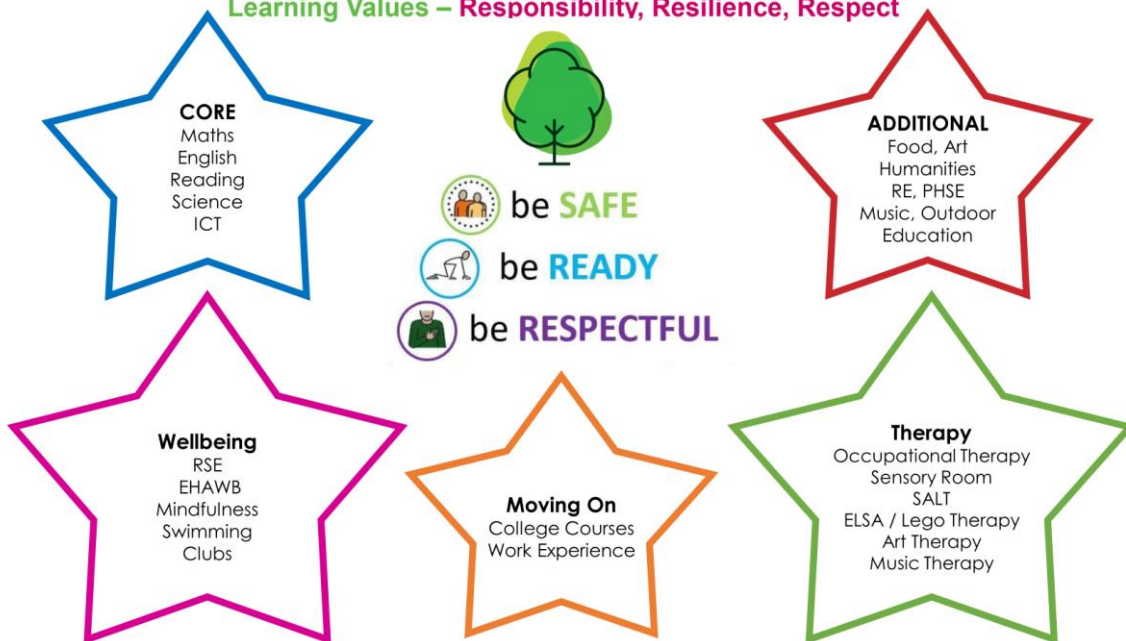 Learning Values – Responsibility, Resilience, Respect
CORE
Maths
English
Reading
Science
ICT
be SAFE
be READY
be RESPECTFUL
ADDITIONAL
Food, Art
Humanities
RE, PHSE
Music, Outdoor
Education
Wellbeing
RSE
EHAWB
Mindfulness
Swimming
Clubs
Moving On
College Courses
Work Experience
Therapy
Occupational Therapy
Sensory Room
SALT
ELSA / Lego Therapy
Art Therapy
Music Therapy